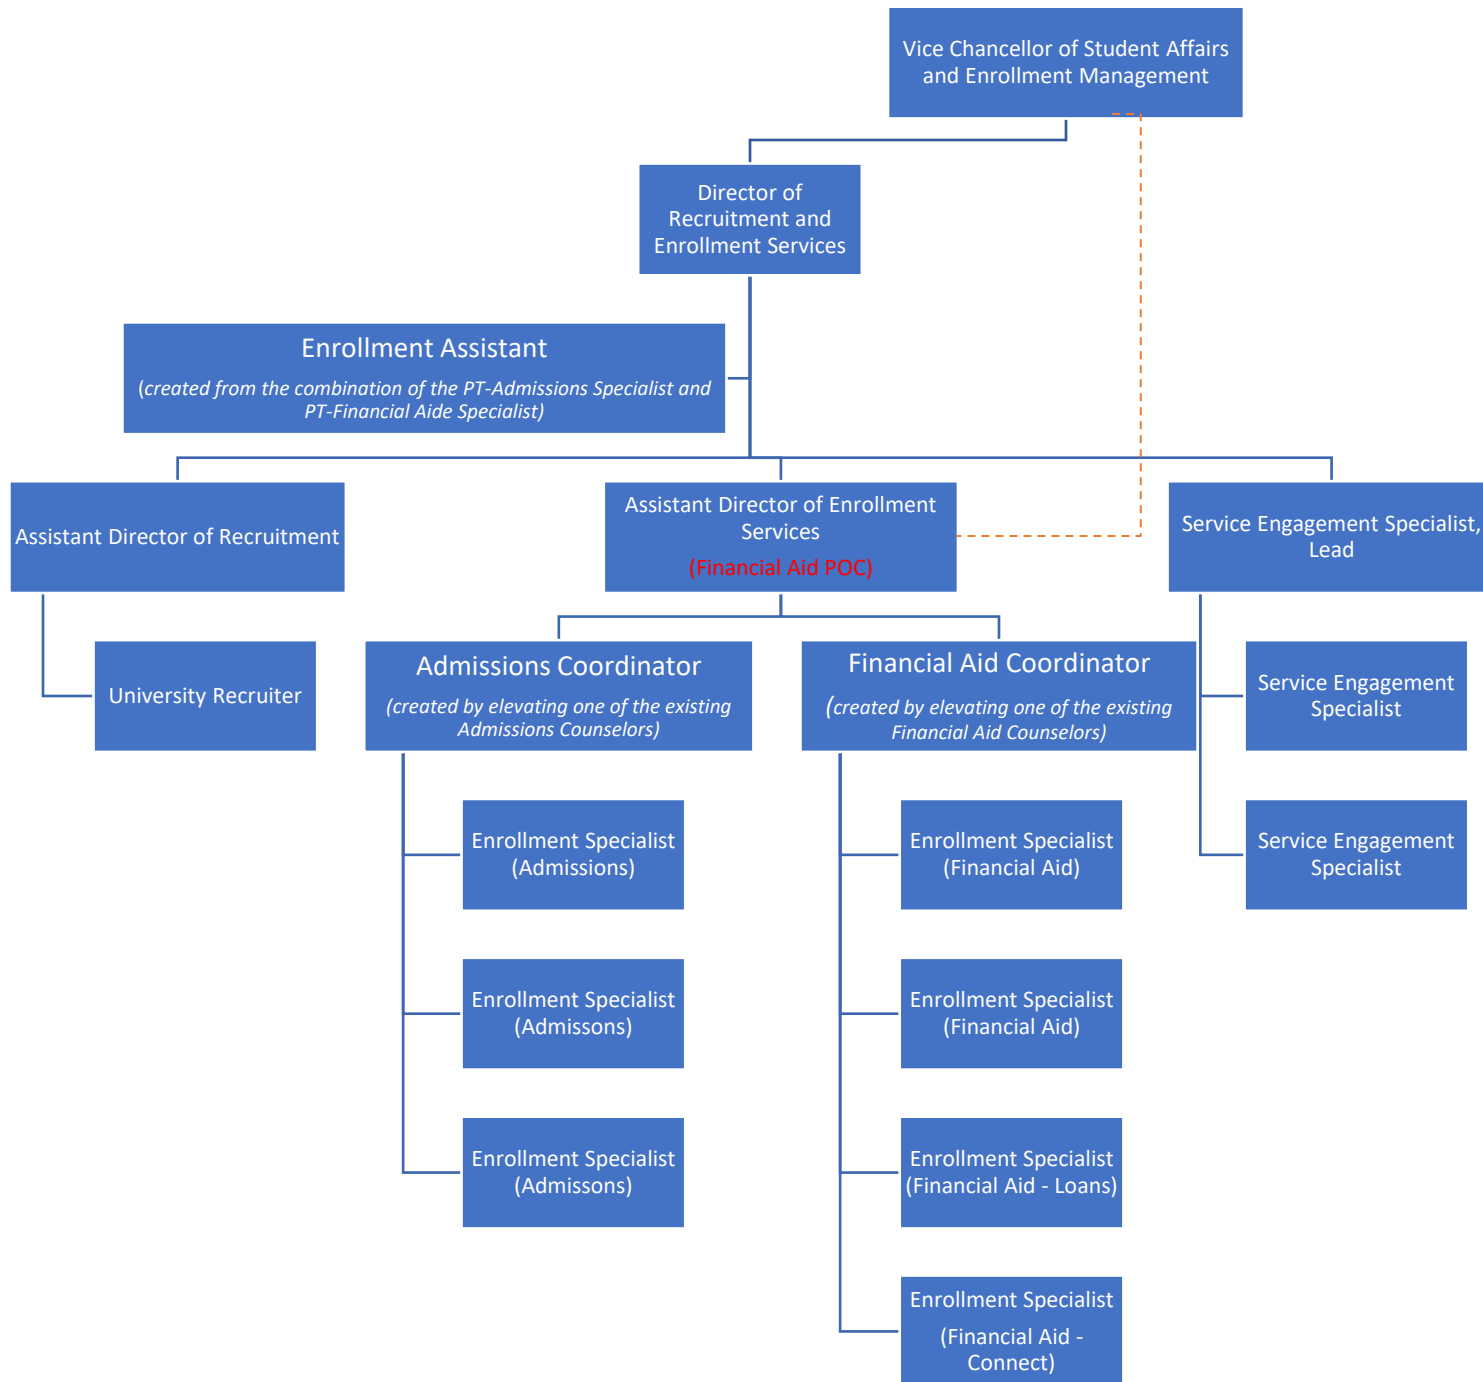 Vice Chancellor of Student Affairs
and Enrollment Management
Director of
Recruitment and
Enrollment Services
Enrollment Assistant
(created from the combination of the PT-Admissions Specialist and
PT-Financial Aide Specialist)
Assistant Director of Recruitment
Assistant Director of Enrollment
Services
(Financial Aid POC)
Service Engagement Specialist,
Lead
University Recruiter
Admissions Coordinator
(created by elevating one of the existing
Admissions Counselors)
Financial Aid Coordinator
(created by elevating one of the existing
Financial Aid Counselors)
Service Engagement
Specialist
Enrollment Specialist
(Admissions)
Enrollment Specialist
(Financial Aid)
Service Engagement
Specialist
Enrollment Specialist
(Admissons)
Enrollment Specialist
(Financial Aid)
Enrollment Specialist
(Admissons)
Enrollment Specialist
(Financial Aid - Loans)
Enrollment Specialist
(Financial Aid -
Connect)